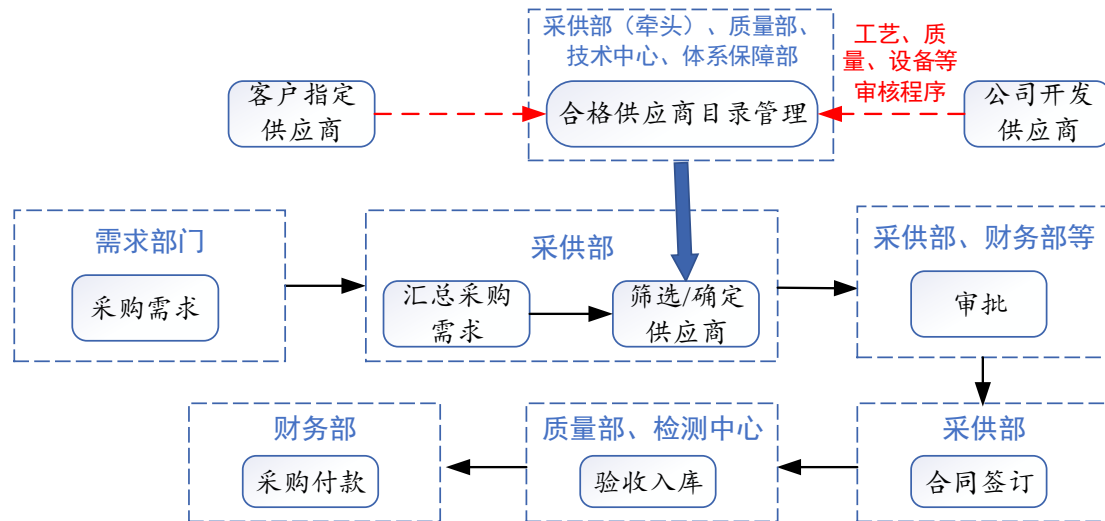 采供部（牵头）、质量部、
技术中心、体系保障部
工艺、质
量、设备等
审核程序
客户指定
供应商
合格供应商目录管理
公司开发
供应商
需求部门
采购需求
采供部
汇总采购
需求
筛选/确定
供应商
采供部、财务部等
审批
财务部
采购付款
质量部、检测中心
验收入库
采供部
合同签订